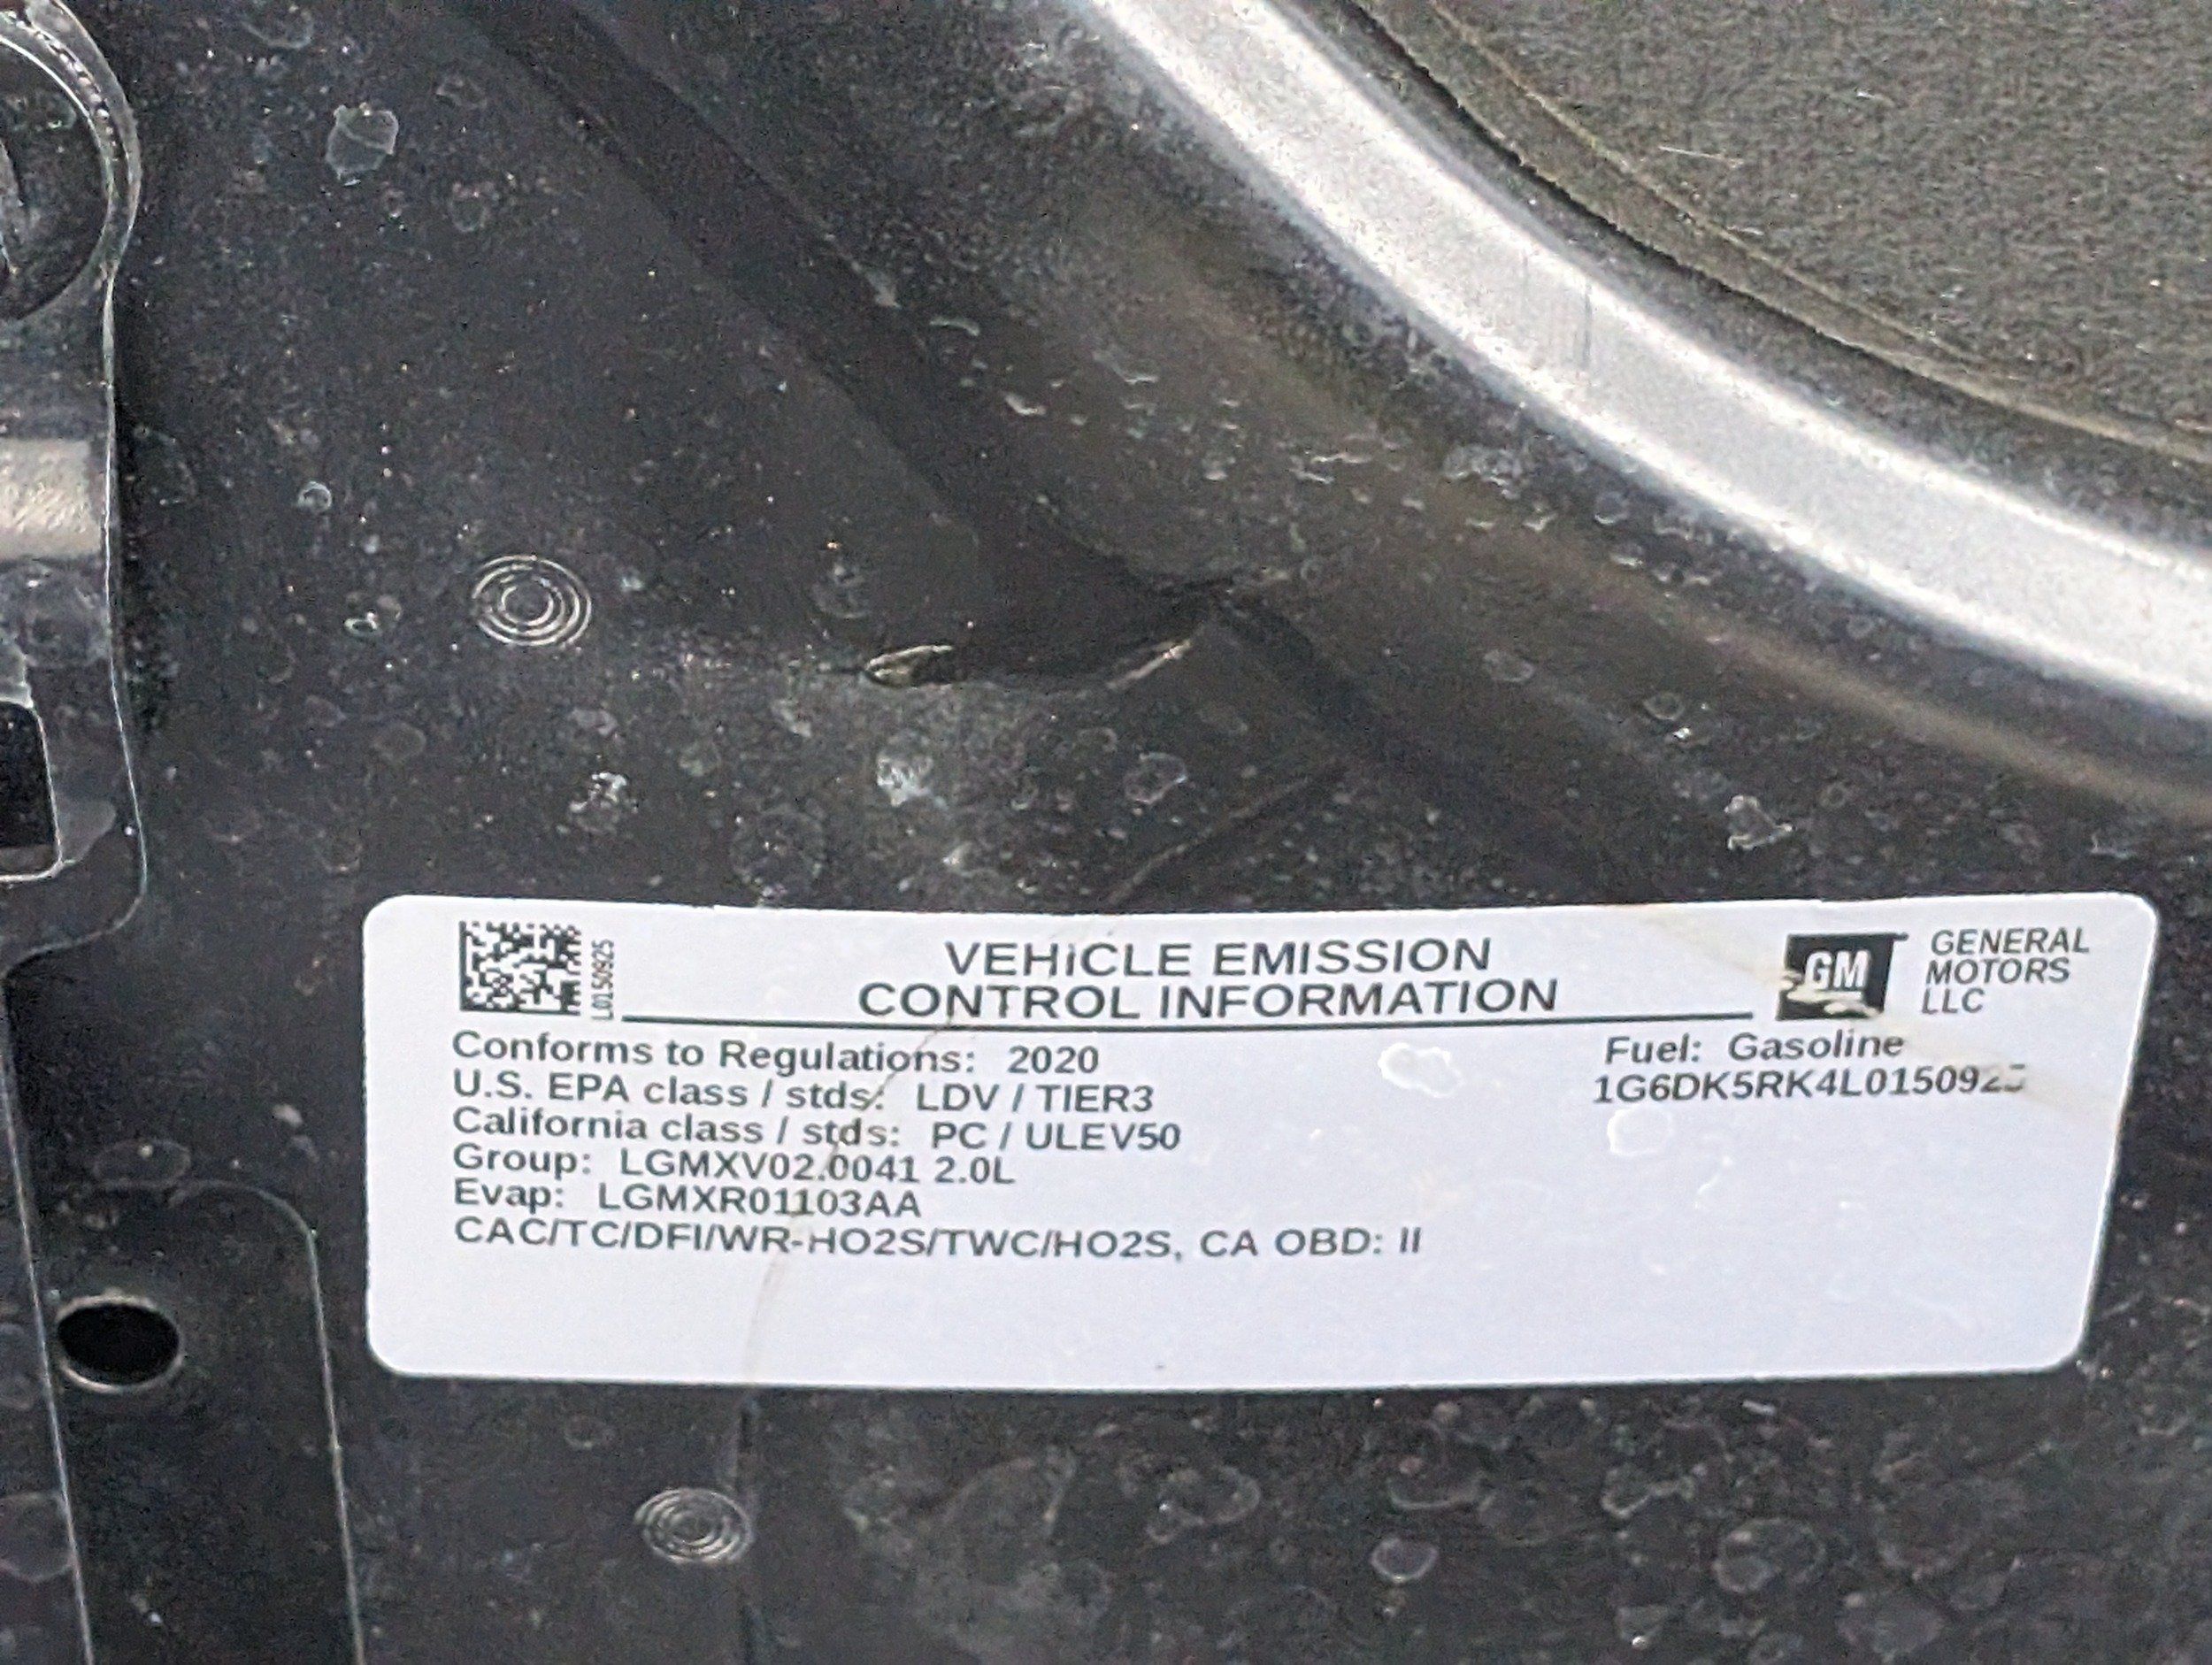 L0150925
VEHICLE EMISSION
CONTROL INFORMATION
GM
GENERAL
MOTORS
LLC
Conforms to Regulations: 2020
U.S. EPA class / stds: LDV / TIER3
California class / stds: PC / ULEV50
Group: LGMXV02.0041 2.0L
Evap: LGMXR01103AA
CAC/TC/DFI/WR-HO2S/TWC/HO2S, CA OBD: II
Fuel: Gasoline
1G6DK5RK4L0150925